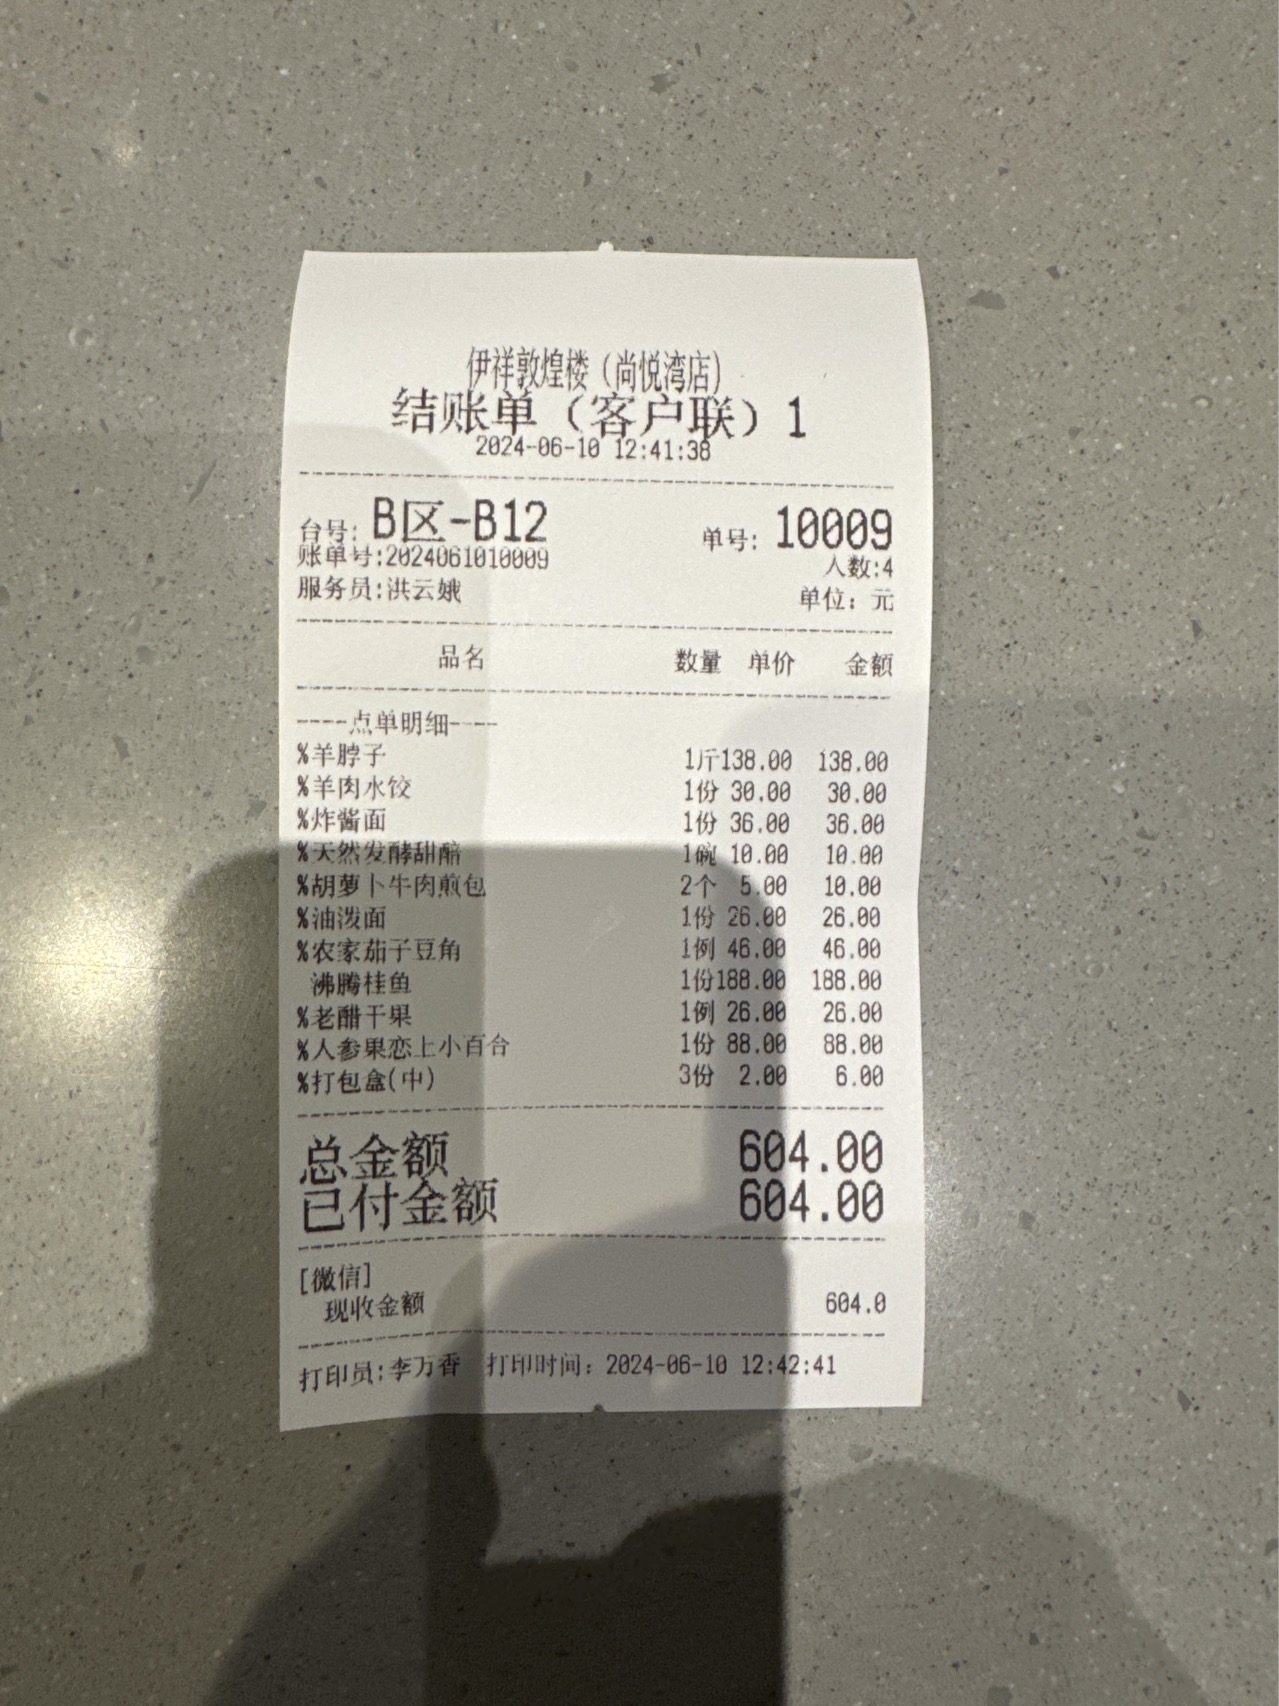 伊祥敦煌楼（尚悦湾店）
结账单（客户联）1
2024-06-10 12:41:38
台号: B区-B12 单号: 10009
账单号:2024061010009 人数:4
服务员:洪云娥 单位: 元
品名 数量 单价 金额
----点单明细----
%羊脖子 1斤138.00 138.00
%羊肉水饺 1份 30.00 30.00
%炸酱面 1份 36.00 36.00
%天然发酵甜醅 1碗 10.00 10.00
%胡萝卜牛肉煎包 2个 5.00 10.00
%油泼面 1份 26.00 26.00
%农家茄子豆角 1例 46.00 46.00
沸腾桂鱼 1份188.00 188.00
%老醋干果 1例 26.00 26.00
%人参果恋上小百合 1份 88.00 88.00
%打包盒(中) 3份 2.00 6.00
总金额 604.00
已付金额 604.00
[微信]
现收金额 604.0
打印员:李万香 打印时间: 2024-06-10 12:42:41